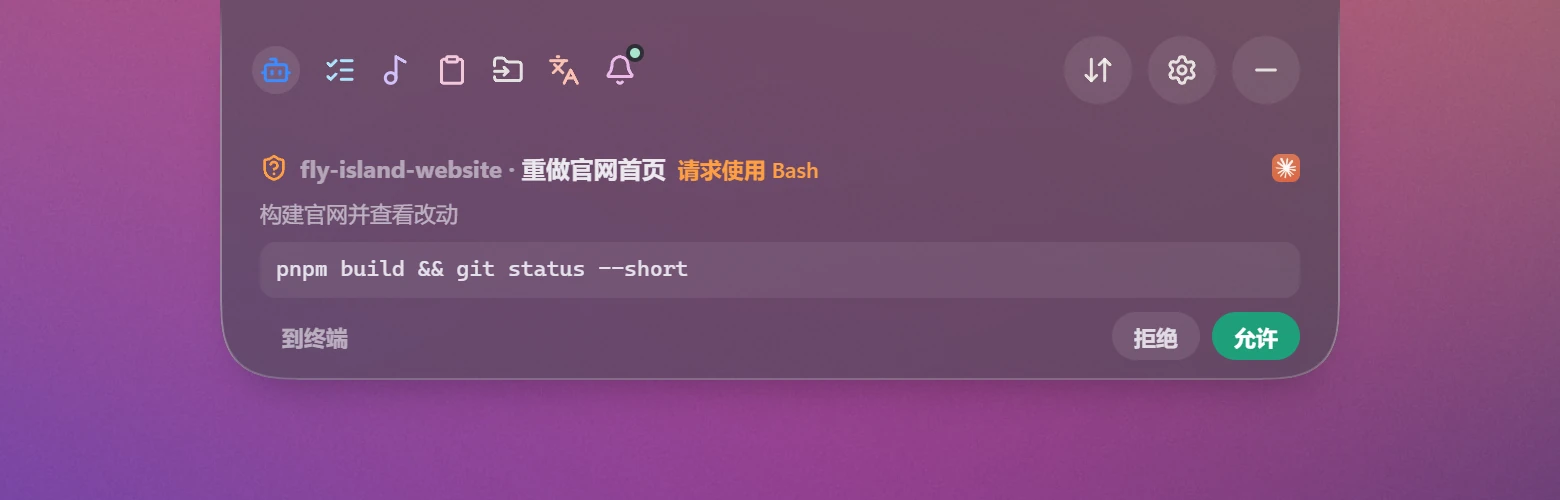 fly-island-website · 重做官网首页 请求使用 Bash
构建官网并查看改动
pnpm build && git status --short
到终端 拒绝 允许